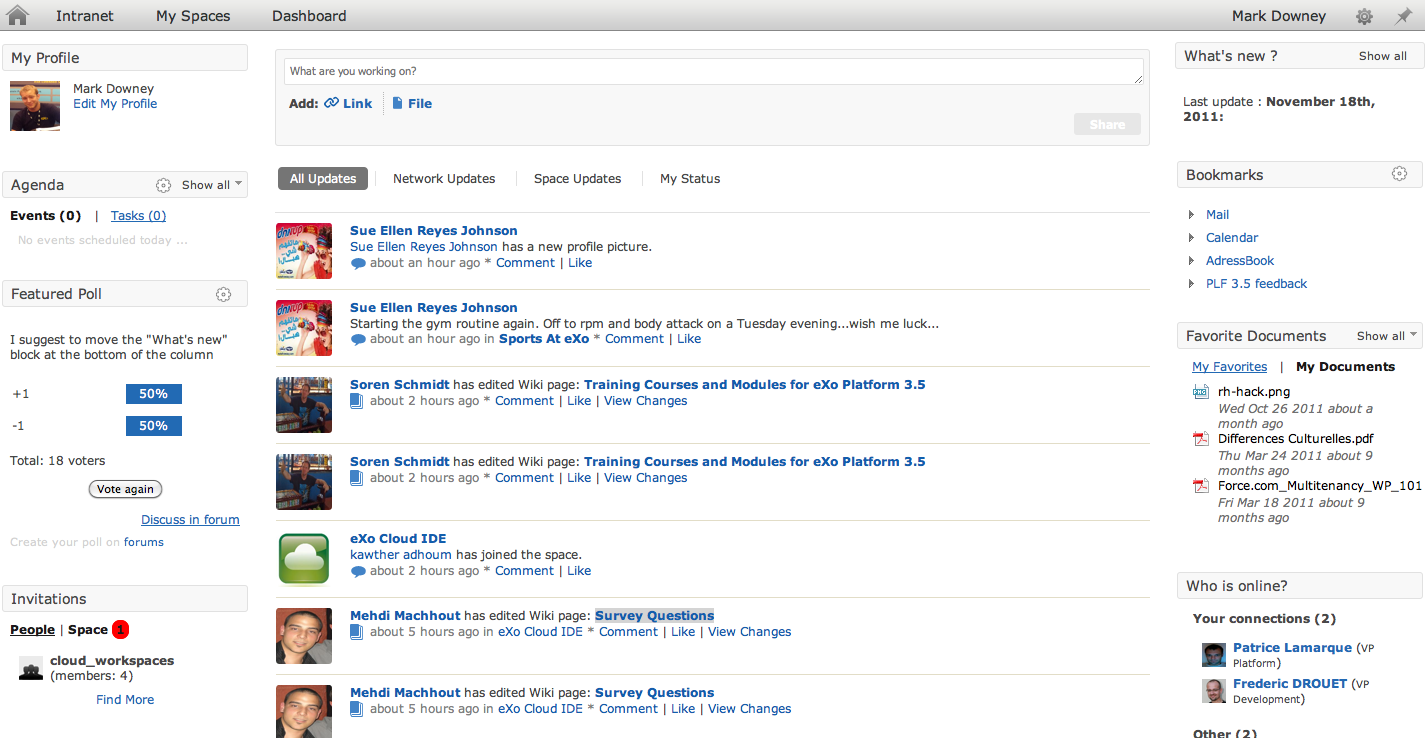 Intranet My Spaces Dashboard Mark Downey
My Profile
Mark Downey
Edit My Profile
Agenda Show all
Events (0) | Tasks (0)
No events scheduled today ...
Featured Poll
I suggest to move the "What's new"
block at the bottom of the column
+1 50%
-1 50%
Total: 18 voters
Vote again
Discuss in forum
Create your poll on forums
Invitations
People | Space 1
cloud_workspaces
(members: 4)
Find More
What are you working on?
Add: Link File
Share
All Updates Network Updates Space Updates My Status
Sue Ellen Reyes Johnson
Sue Ellen Reyes Johnson has a new profile picture.
about an hour ago * Comment | Like
Sue Ellen Reyes Johnson
Starting the gym routine again. Off to rpm and body attack on a Tuesday evening...wish me luck...
about an hour ago in Sports At eXo * Comment | Like
Soren Schmidt has edited Wiki page: Training Courses and Modules for eXo Platform 3.5
about 2 hours ago * Comment | Like | View Changes
Soren Schmidt has edited Wiki page: Training Courses and Modules for eXo Platform 3.5
about 2 hours ago * Comment | Like | View Changes
eXo Cloud IDE
kawther adhoum has joined the space.
about 2 hours ago * Comment | Like
Mehdi Machhout has edited Wiki page: Survey Questions
about 5 hours ago in eXo Cloud IDE * Comment | Like | View Changes
Mehdi Machhout has edited Wiki page: Survey Questions
about 5 hours ago in eXo Cloud IDE * Comment | Like | View Changes
What's new ? Show all
Last update : November 18th,
2011:
Bookmarks
Mail
Calendar
AdressBook
PLF 3.5 feedback
Favorite Documents Show all
My Favorites | My Documents
rh-hack.png
Wed Oct 26 2011 about a
month ago
Differences Culturelles.pdf
Thu Mar 24 2011 about 9
months ago
Force.com_Multitenancy_WP_101
Fri Mar 18 2011 about 9
months ago
Who is online?
Your connections (2)
Patrice Lamarque (VP
Platform)
Frederic DROUET (VP
Development)
Other (2)